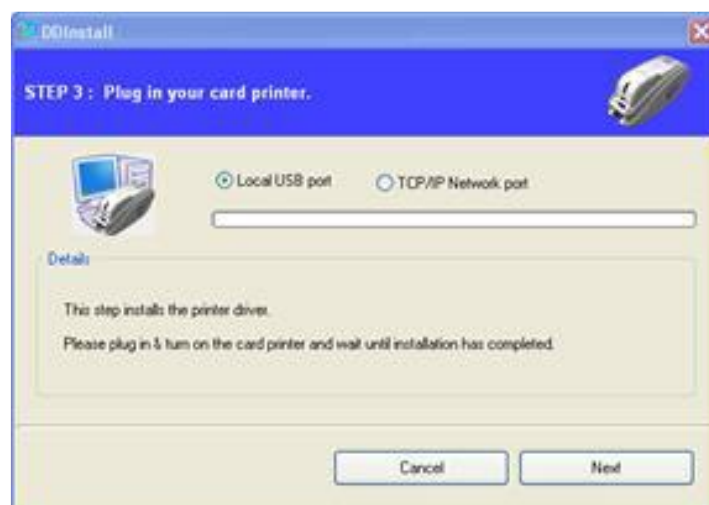 DDInstall
STEP 3 : Plug in your card printer.
Local USB port TCP/IP Network port
Details
This step installs the printer driver.
Please plug in & turn on the card printer and wait until installation has completed.
Cancel Next